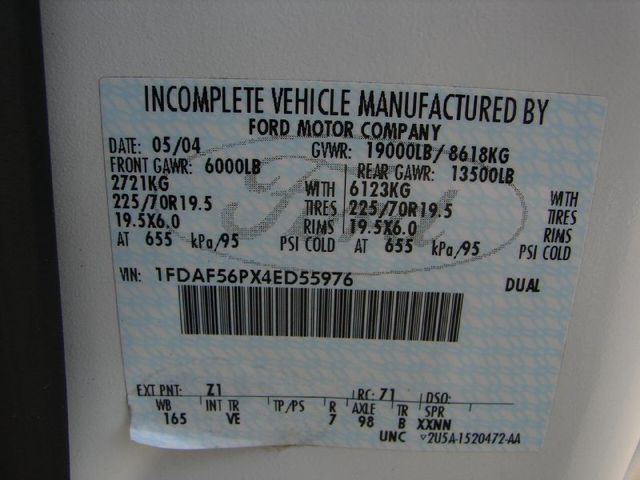 INCOMPLETE VEHICLE MANUFACTURED BY
FORD MOTOR COMPANY
DATE: 05/04 GVWR: 19000LB/ 8618KG
FRONT GAWR: 6000LB REAR GAWR: 13500LB
2721KG WITH 6123KG WITH
225/70R19.5 TIRES 225/70R19.5 TIRES
19.5X6.0 RIMS 19.5X6.0 RIMS
AT 655 kPa/95 PSI COLD AT 655 kPa/95 PSI COLD
VIN: 1FDAF56PX4ED55976 DUAL
Ford
EXT PNT: Z1 RC: 71 DSO:
WB INT TR TP/PS R AXLE TR SPR
165 VE 7 98 B XXNN
UNC 2U5A-1520472-AA